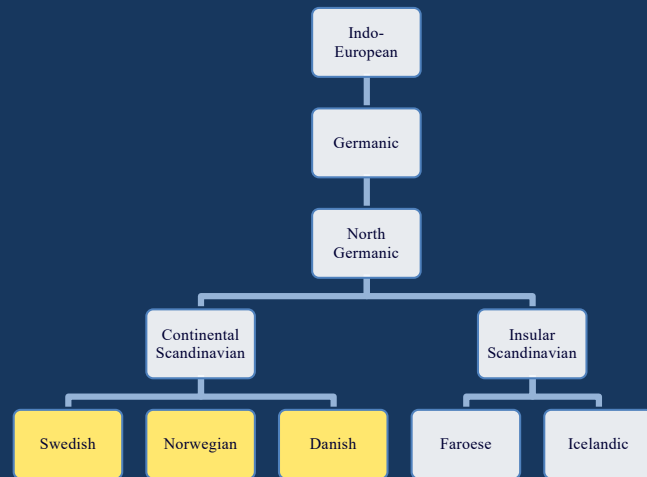 Indo-
European
Germanic
North
Germanic
Continental
Scandinavian
Insular
Scandinavian
Swedish
Norwegian
Danish
Faroese
Icelandic